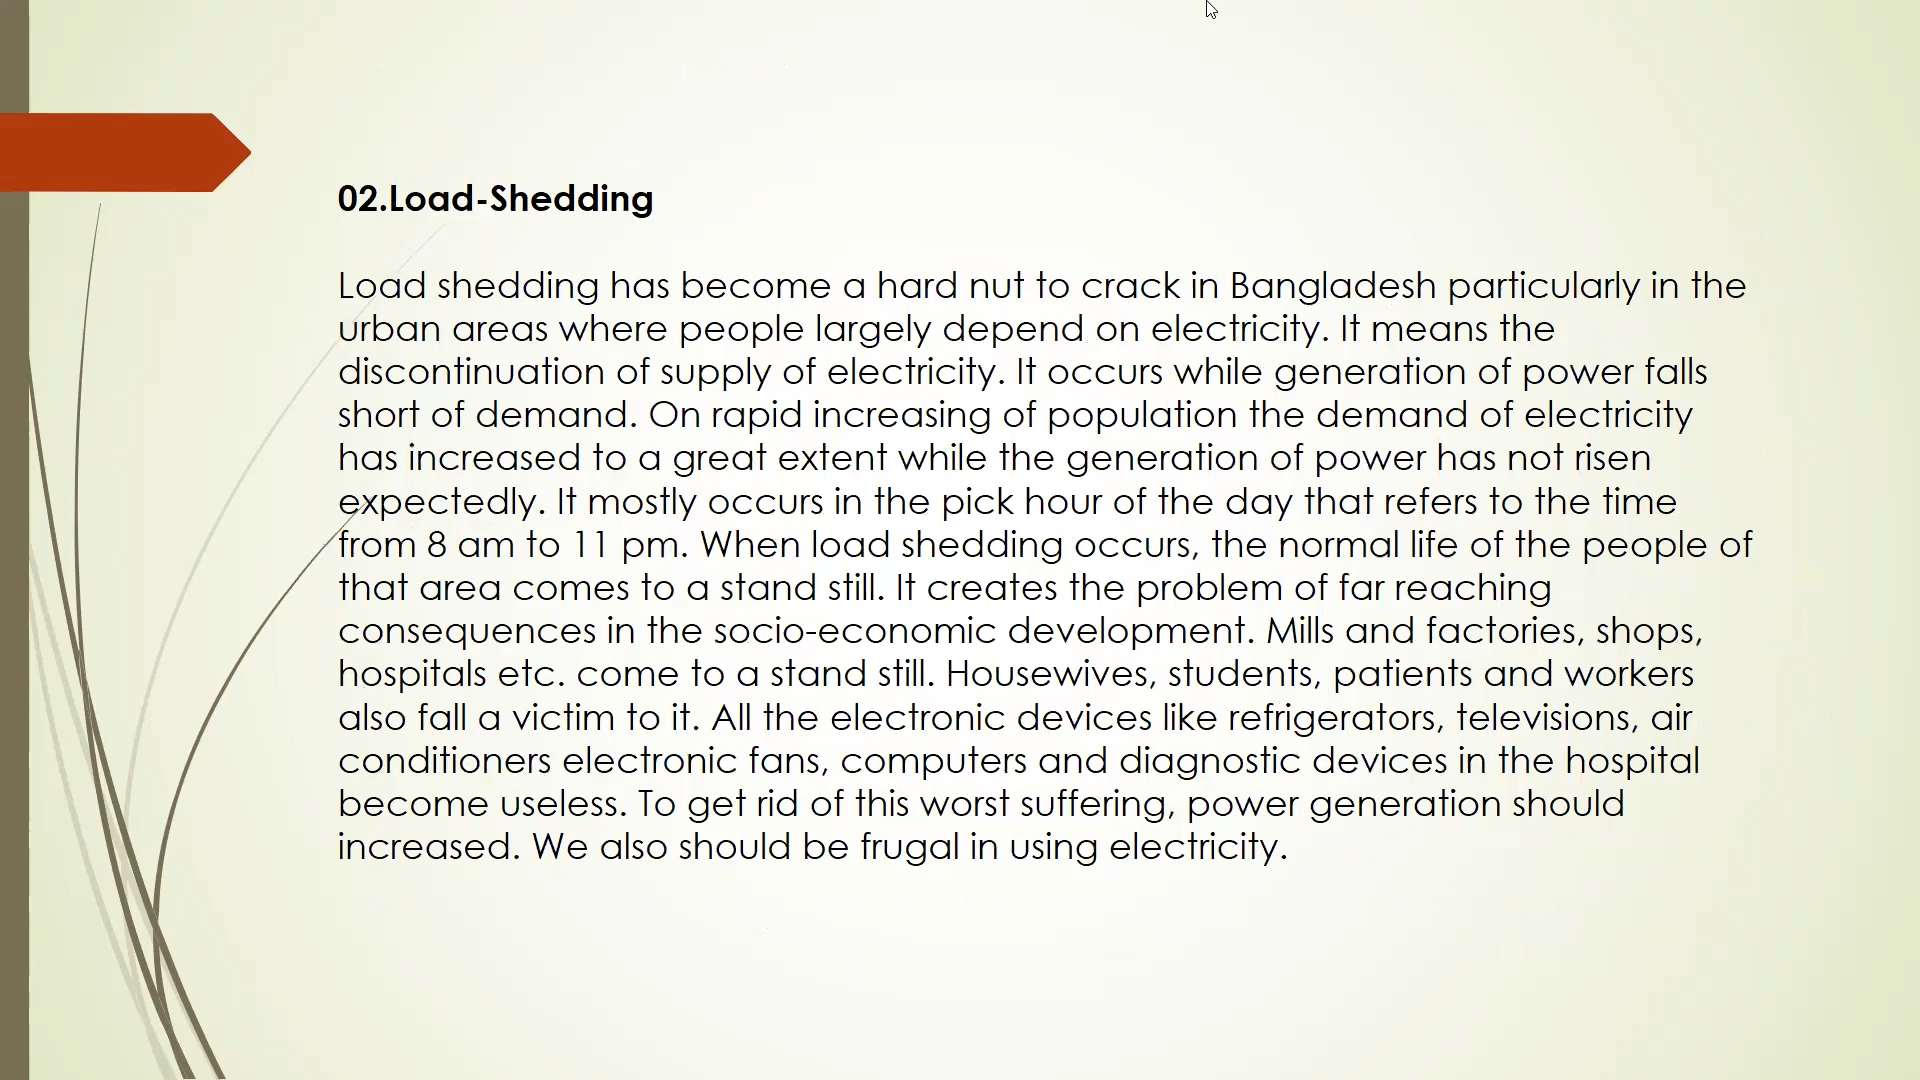 02.Load-Shedding
Load shedding has become a hard nut to crack in Bangladesh particularly in the
urban areas where people largely depend on electricity. It means the
discontinuation of supply of electricity. It occurs while generation of power falls
short of demand. On rapid increasing of population the demand of electricity
has increased to a great extent while the generation of power has not risen
expectedly. It mostly occurs in the pick hour of the day that refers to the time
from 8 am to 11 pm. When load shedding occurs, the normal life of the people of
that area comes to a stand still. It creates the problem of far reaching
consequences in the socio-economic development. Mills and factories, shops,
hospitals etc. come to a stand still. Housewives, students, patients and workers
also fall a victim to it. All the electronic devices like refrigerators, televisions, air
conditioners electronic fans, computers and diagnostic devices in the hospital
become useless. To get rid of this worst suffering, power generation should
increased. We also should be frugal in using electricity.